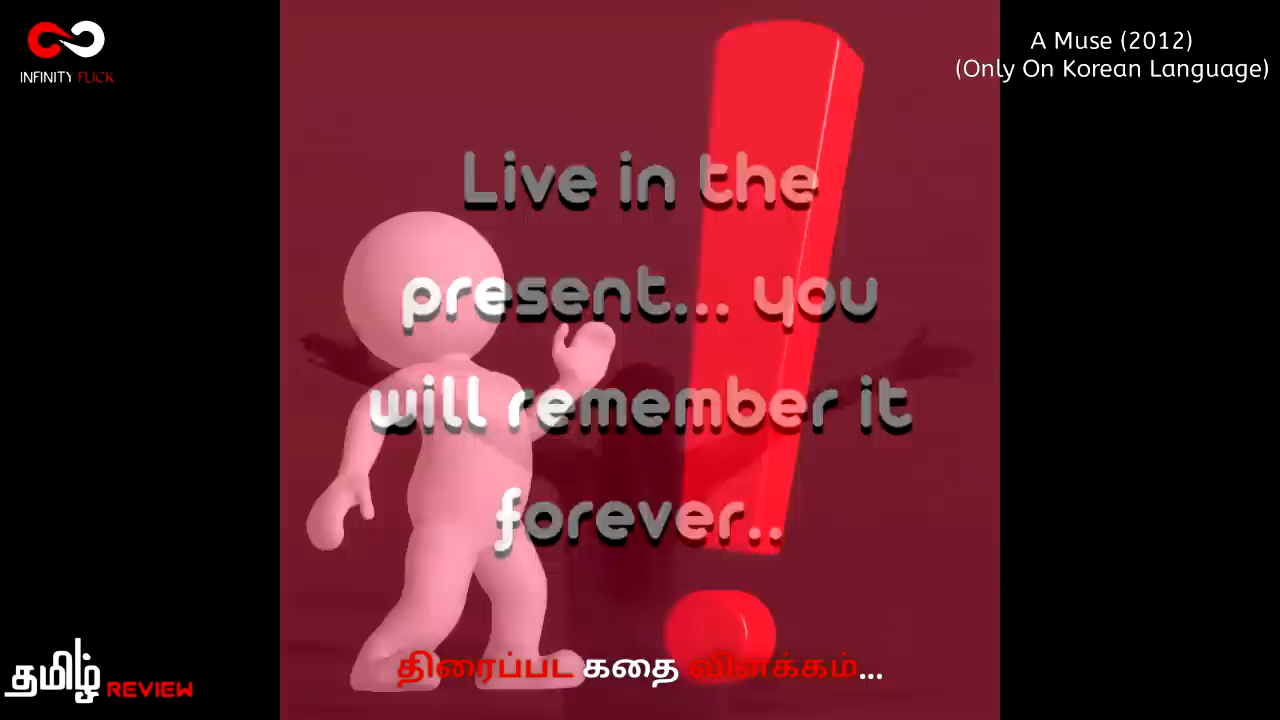 INFINITY FLICK
A Muse (2012)
(Only On Korean Language)
Live in the
present... you
will remember it
forever..
திரைப்பட கதை விளக்கம்...
தமிழ் REVIEW